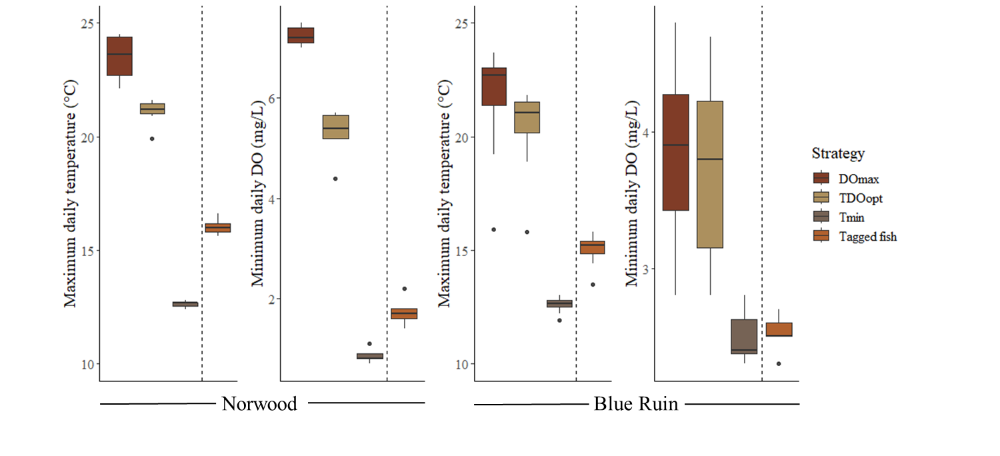 Maximum daily temperature (°C)
25
20
15
10
Minimum daily DO (mg/L)
6
4
2
Maximum daily temperature (°C)
25
20
15
10
Minimum daily DO (mg/L)
4
3
Strategy
DOmax
TDOopt
Tmin
Tagged fish
Norwood
Blue Ruin